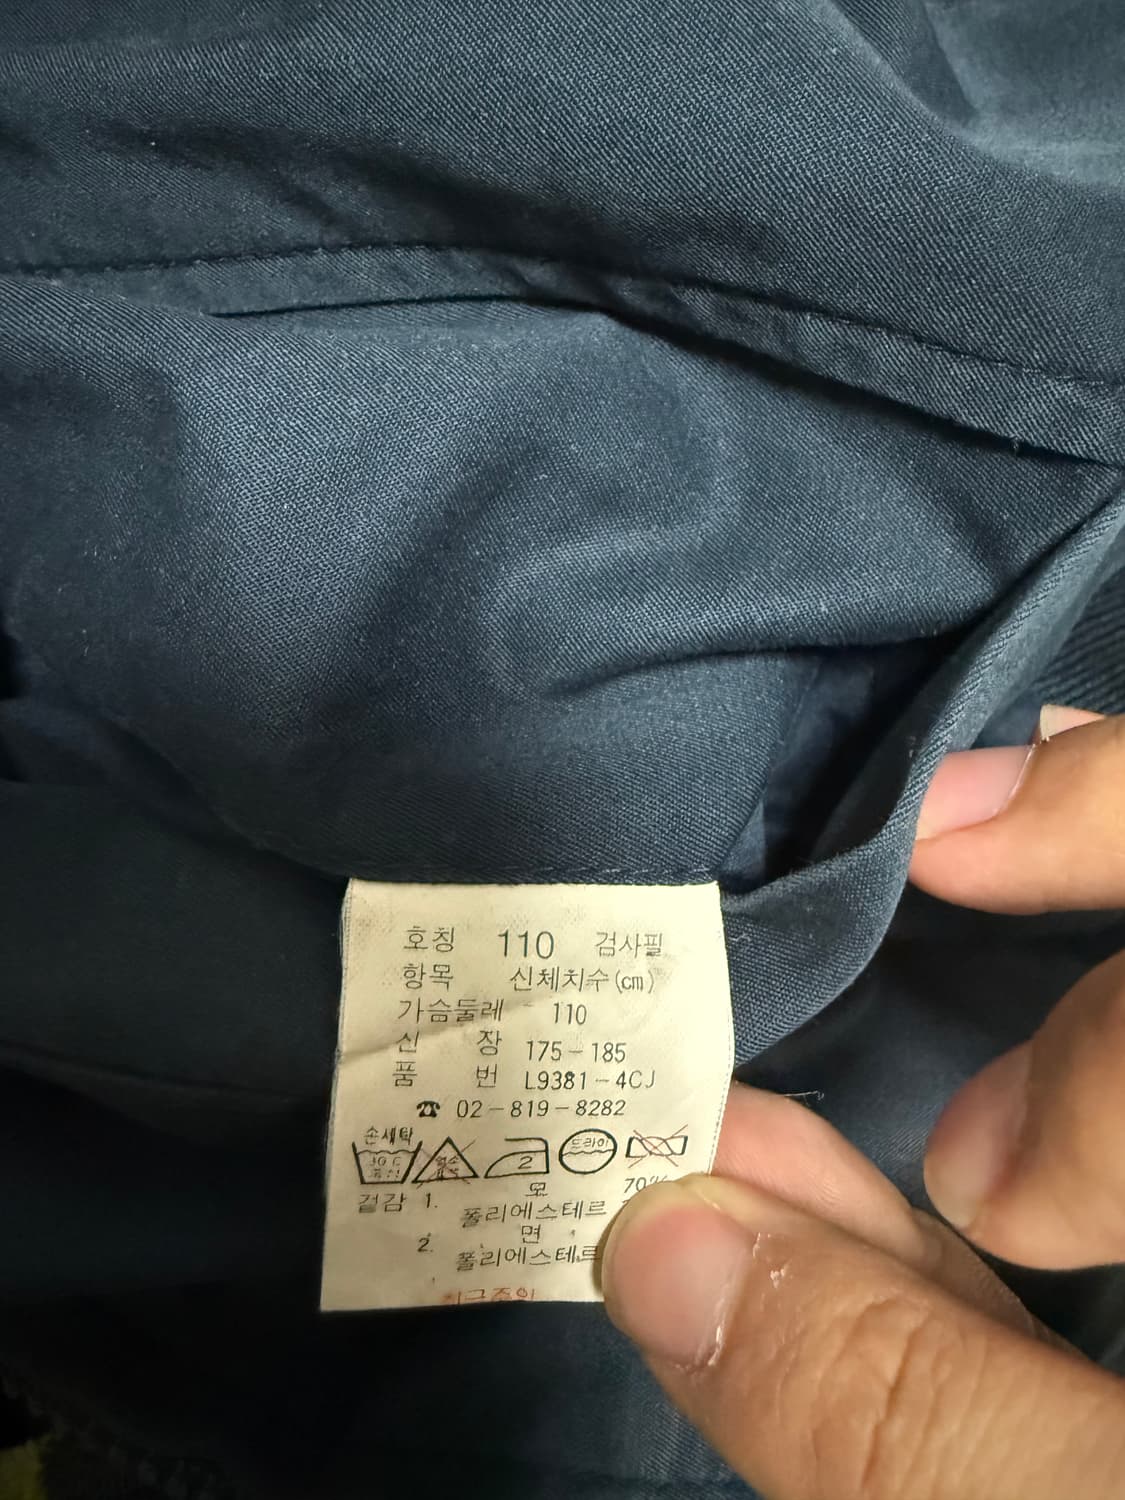 호칭 110 검사필
항목 신체치수(㎝)
가슴둘레 110
신 장 175-185
품 번 L9381-4CJ
☎ 02-819-8282
손세탁
2 드라이
겉감 1. 모 70%
폴리에스테르
2. 면
폴리에스테르